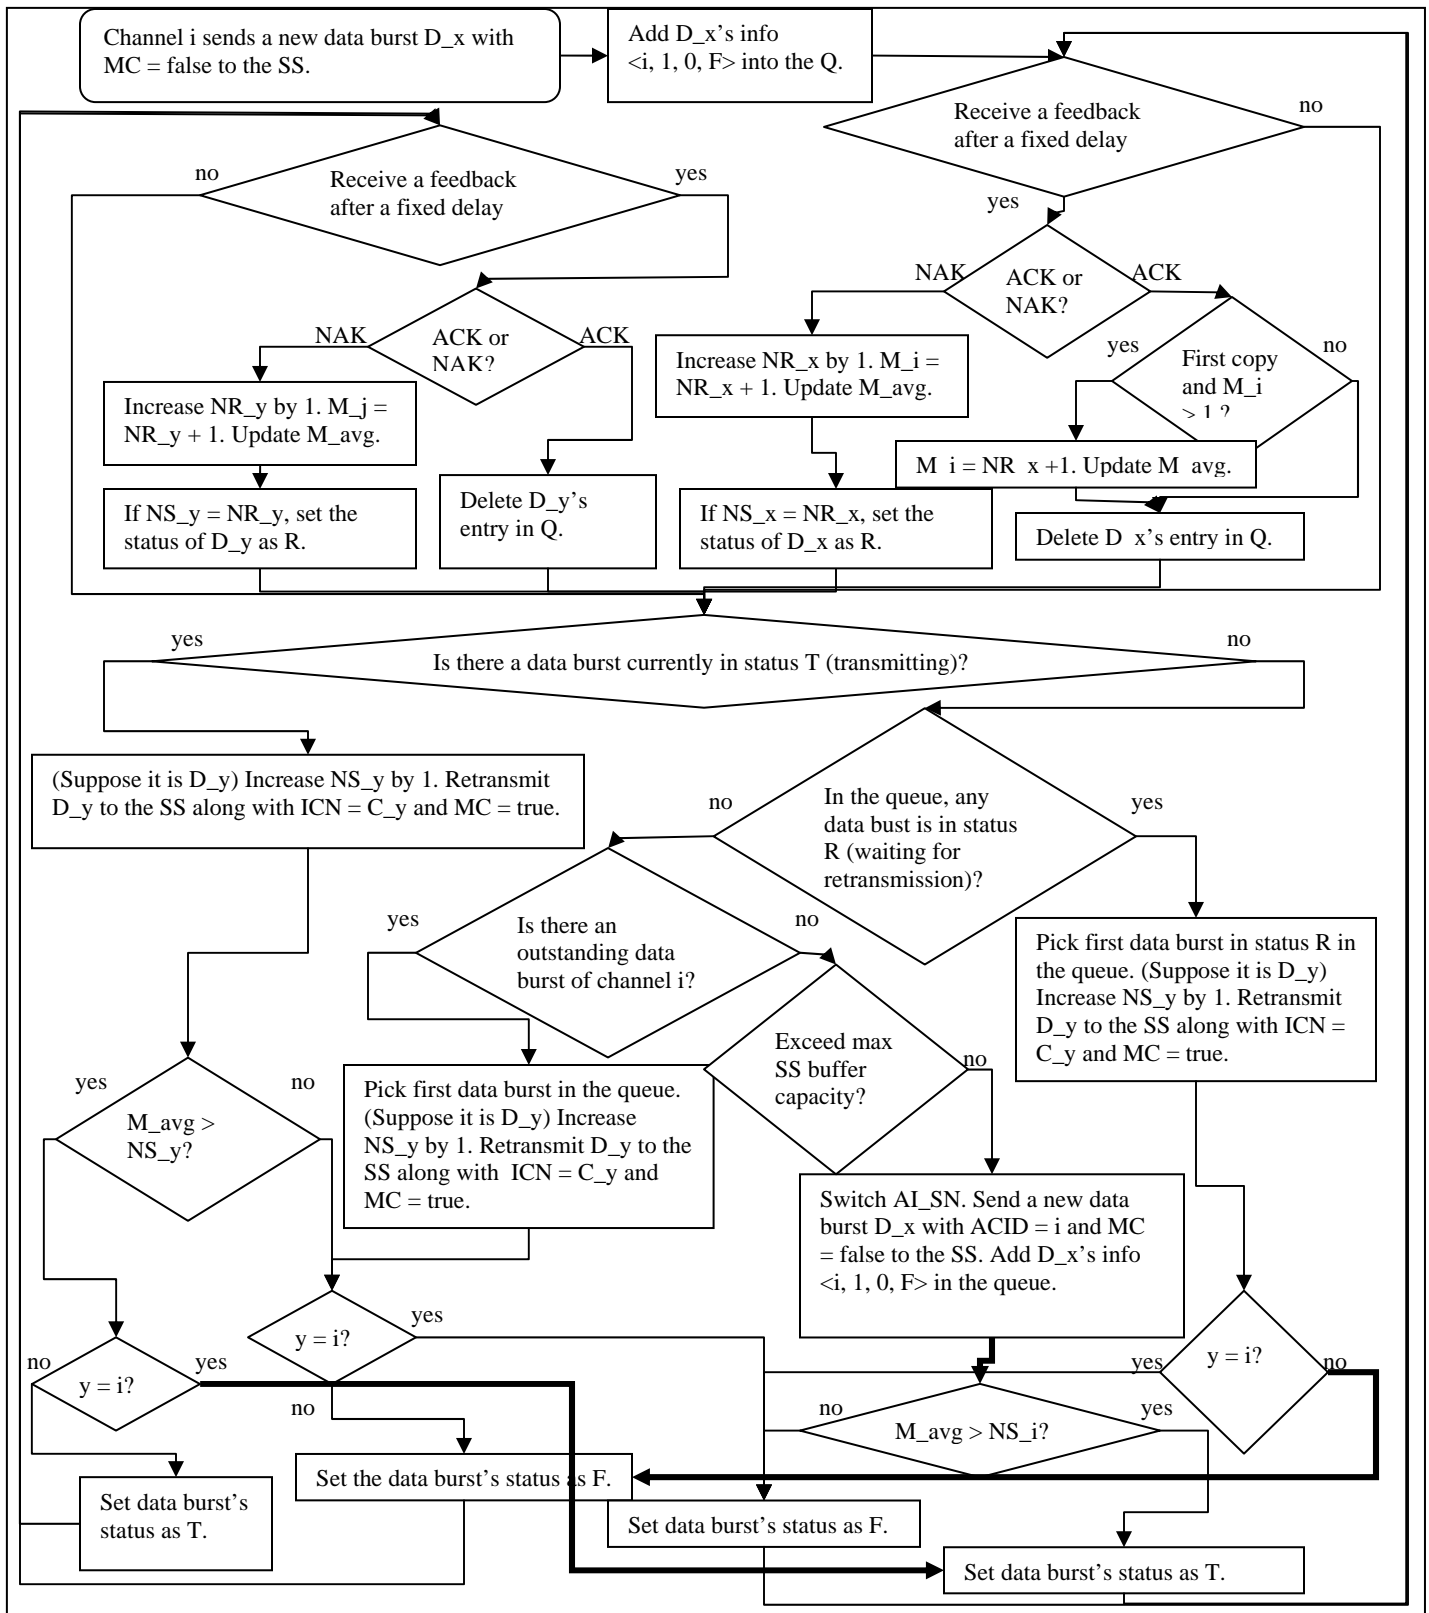 Channel i sends a new data burst D_x with
MC = false to the SS.
Add D_x's info
<i, 1, 0, F> into the Q.
Receive a feedback
after a fixed delay
no
yes
Receive a feedback
after a fixed delay
no
yes
ACK or
NAK?
NAK
ACK
First copy
and M_i
> 1 ?
yes
no
ACK or
NAK?
NAK
ACK
Increase NR_x by 1. M_i =
NR_x + 1. Update M_avg.
Increase NR_y by 1. M_j =
NR_y + 1. Update M_avg.
M_i = NR_x +1. Update M_avg.
If NS_y = NR_y, set the
status of D_y as R.
Delete D_y's
entry in Q.
If NS_x = NR_x, set the
status of D_x as R.
Delete D_x's entry in Q.
yes
Is there a data burst currently in status T (transmitting)?
no
(Suppose it is D_y) Increase NS_y by 1. Retransmit
D_y to the SS along with ICN = C_y and MC = true.
no
In the queue, any
data bust is in status
R (waiting for
retransmission)?
yes
yes
Is there an
outstanding data
burst of channel i?
no
Pick first data burst in status R in
the queue. (Suppose it is D_y)
Increase NS_y by 1. Retransmit
D_y to the SS along with ICN =
C_y and MC = true.
Exceed max
SS buffer
capacity?
no
yes
M_avg >
NS_y?
no
Pick first data burst in the queue.
(Suppose it is D_y) Increase
NS_y by 1. Retransmit D_y to the
SS along with  ICN = C_y and
MC = true.
Switch AI_SN. Send a new data
burst D_x with ACID = i and MC
= false to the SS. Add D_x's info
<i, 1, 0, F> in the queue.
y = i?
yes
no
no
y = i?
yes
yes
y = i?
no
no
M_avg > NS_i?
yes
Set the data burst's status as F.
Set data burst's
status as T.
Set data burst's status as F.
Set data burst's status as T.